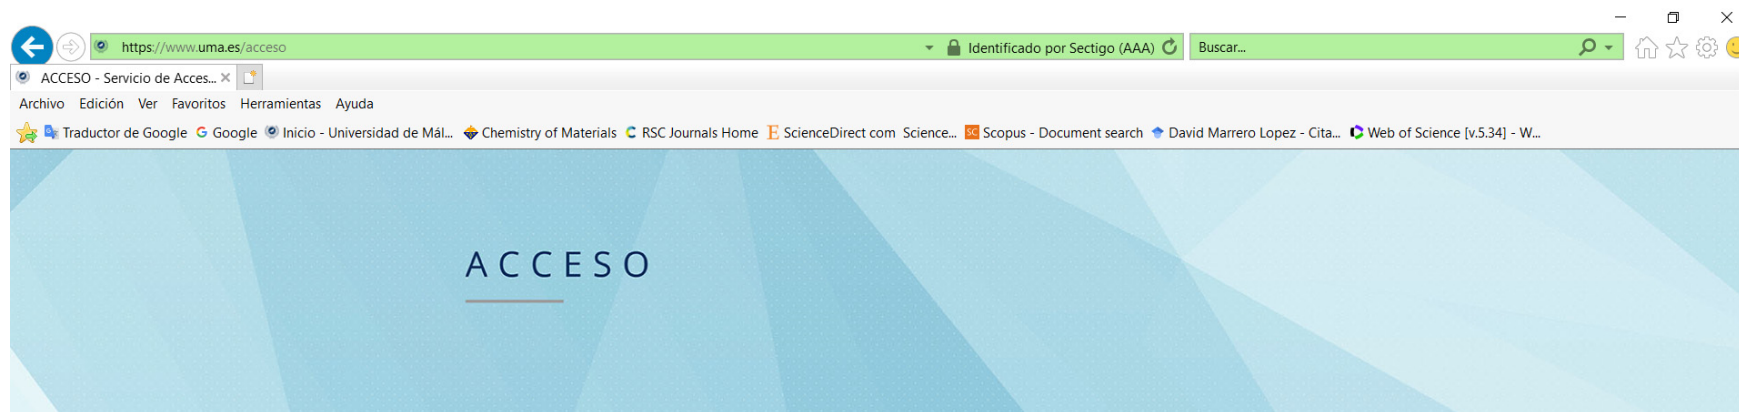 https://www.uma.es/acceso Identificado por Sectigo (AAA) Buscar...
ACCESO - Servicio de Acces...
Archivo Edición Ver Favoritos Herramientas Ayuda
Traductor de Google Google Inicio - Universidad de Mál... Chemistry of Materials RSC Journals Home ScienceDirect com Science... Scopus - Document search David Marrero Lopez - Cita... Web of Science [v.5.34] - W...
ACCESO